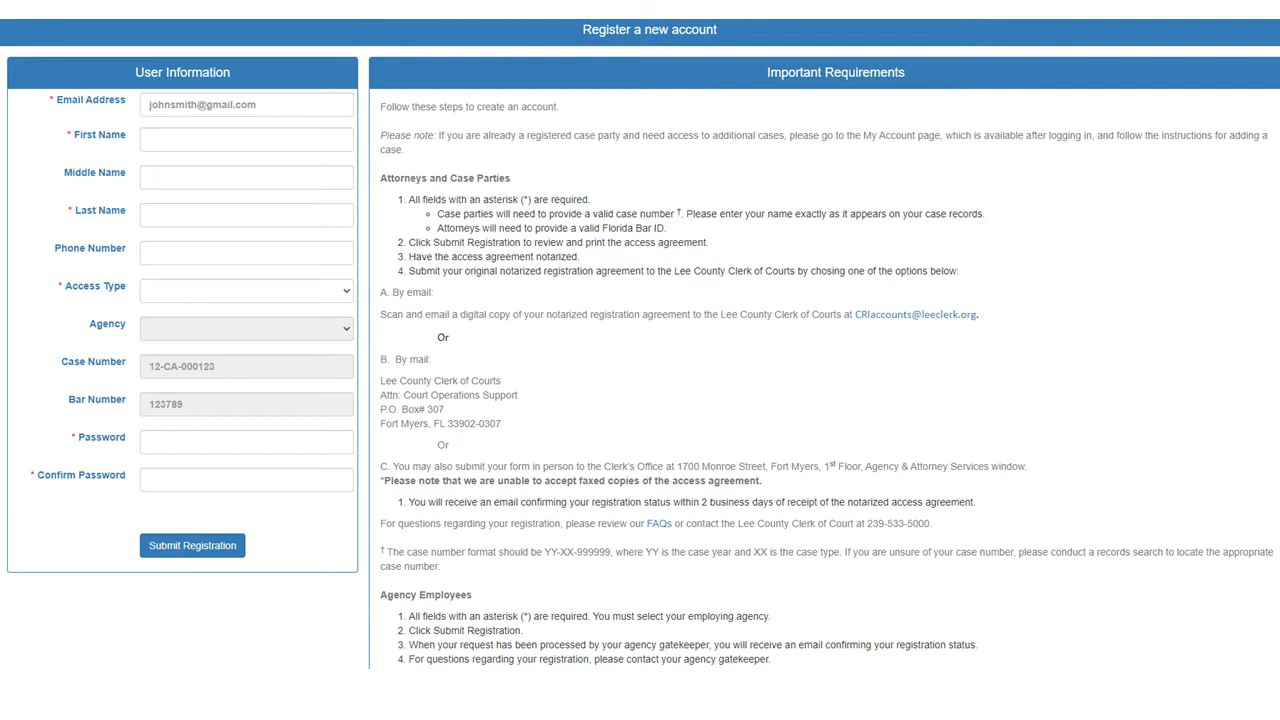 Register a new account
User Information
* Email Address
johnsmith@gmail.com
* First Name
Middle Name
* Last Name
Phone Number
* Access Type
Agency
Case Number
12-CA-000123
Bar Number
123789
* Password
* Confirm Password
Submit Registration
Important Requirements
Follow these steps to create an account.
Please note: If you are already a registered case party and need access to additional cases, please go to the My Account page, which is available after logging in, and follow the instructions for adding a
case.
Attorneys and Case Parties
1. All fields with an asterisk (*) are required.
◦ Case parties will need to provide a valid case number †. Please enter your name exactly as it appears on your case records.
◦ Attorneys will need to provide a valid Florida Bar ID.
2. Click Submit Registration to review and print the access agreement.
3. Have the access agreement notarized.
4. Submit your original notarized registration agreement to the Lee County Clerk of Courts by chosing one of the options below:
A. By email:
Scan and email a digital copy of your notarized registration agreement to the Lee County Clerk of Courts at CRIaccounts@leeclerk.org.
Or
B. By mail:
Lee County Clerk of Courts
Attn: Court Operations Support
P.O. Box# 307
Fort Myers, FL 33902-0307
Or
C. You may also submit your form in person to the Clerk's Office at 1700 Monroe Street, Fort Myers, 1st Floor, Agency & Attorney Services window.
*Please note that we are unable to accept faxed copies of the access agreement.
1. You will receive an email confirming your registration status within 2 business days of receipt of the notarized access agreement.
For questions regarding your registration, please review our FAQs or contact the Lee County Clerk of Court at 239-533-5000.
† The case number format should be YY-XX-999999, where YY is the case year and XX is the case type. If you are unsure of your case number, please conduct a records search to locate the appropriate
case number.
Agency Employees
1. All fields with an asterisk (*) are required. You must select your employing agency.
2. Click Submit Registration.
3. When your request has been processed by your agency gatekeeper, you will receive an email confirming your registration status.
4. For questions regarding your registration, please contact your agency gatekeeper.